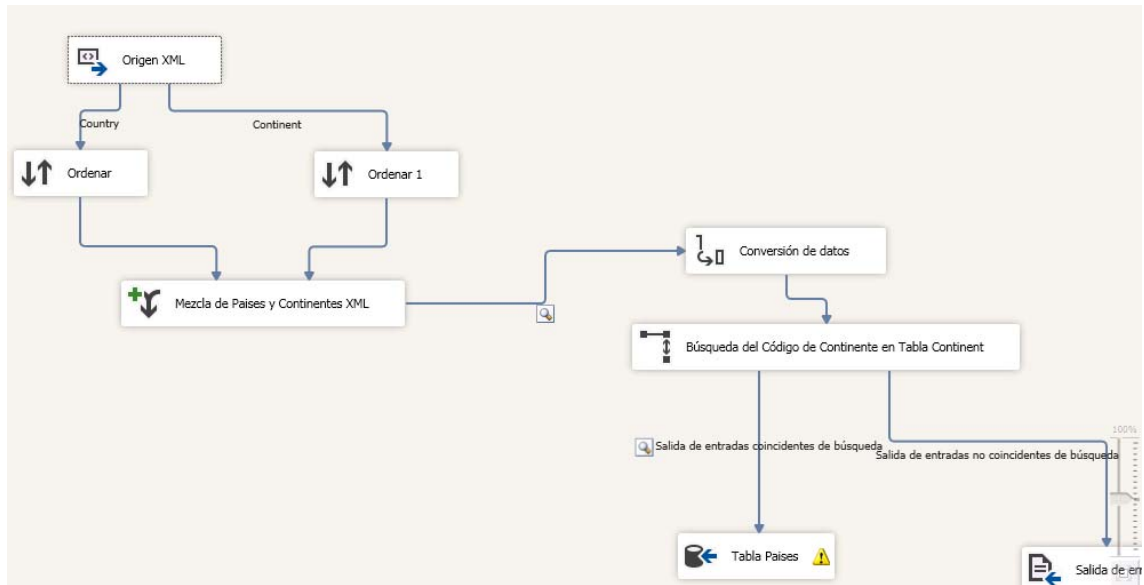 Origen XML
Country
Continent
Ordenar
Ordenar 1
Conversión de datos
Mezcla de Paises y Continentes XML
Búsqueda del Código de Continente en Tabla Continent
100%
Salida de entradas coincidentes de búsqueda
Salida de entradas no coincidentes de búsqueda
Tabla Paises
Salida de